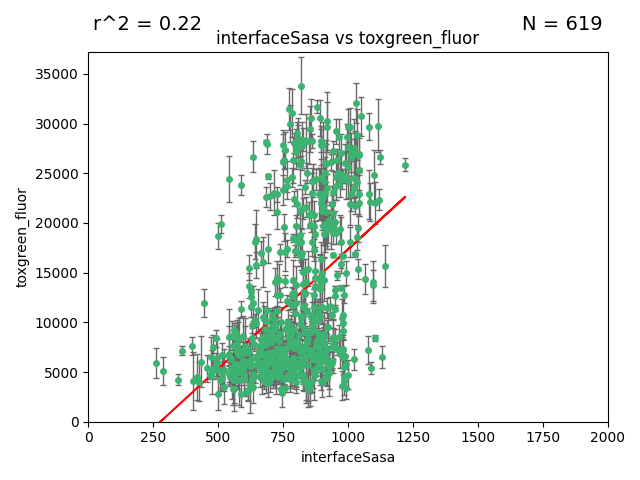 r^2 = 0.22
N = 619
interfaceSasa vs toxgreen_fluor
35000
30000
25000
20000
15000
10000
5000
0
toxgreen_fluor
0 250 500 750 1000 1250 1500 1750 2000
interfaceSasa